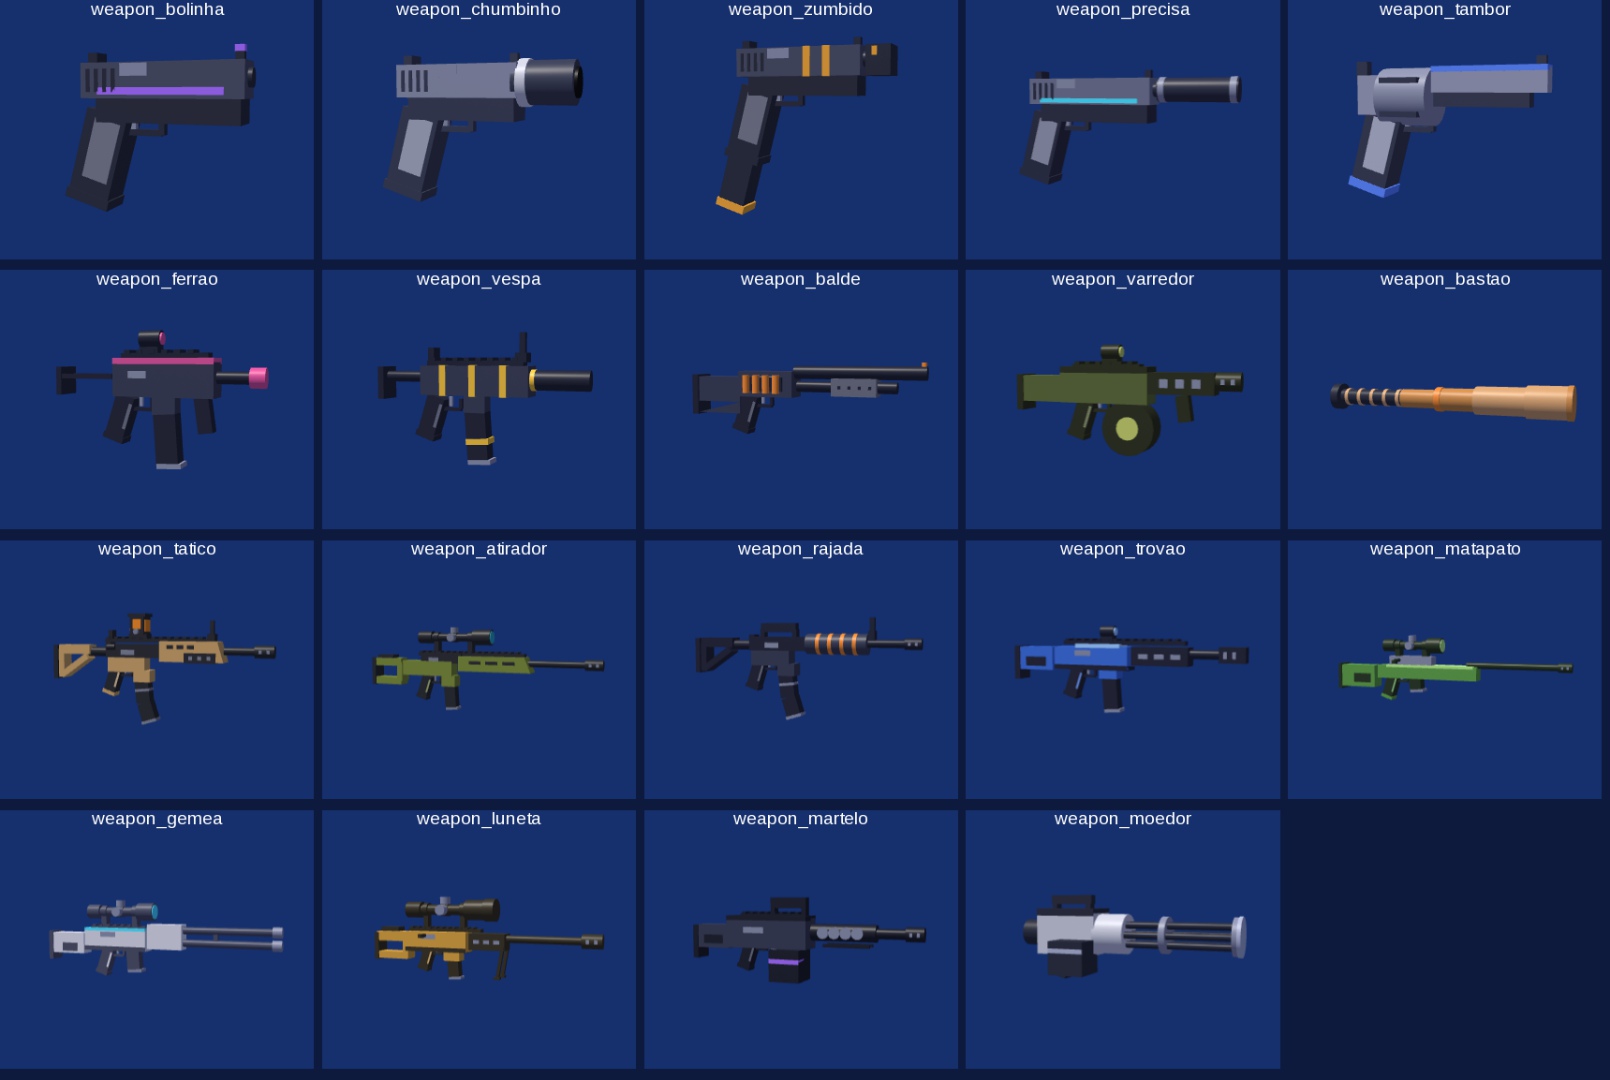 weapon_bolinha
weapon_chumbinho
weapon_zumbido
weapon_precisa
weapon_tambor
weapon_ferrao
weapon_vespa
weapon_balde
weapon_varredor
weapon_bastao
weapon_tatico
weapon_atirador
weapon_rajada
weapon_trovao
weapon_matapato
weapon_gemea
weapon_luneta
weapon_martelo
weapon_moedor